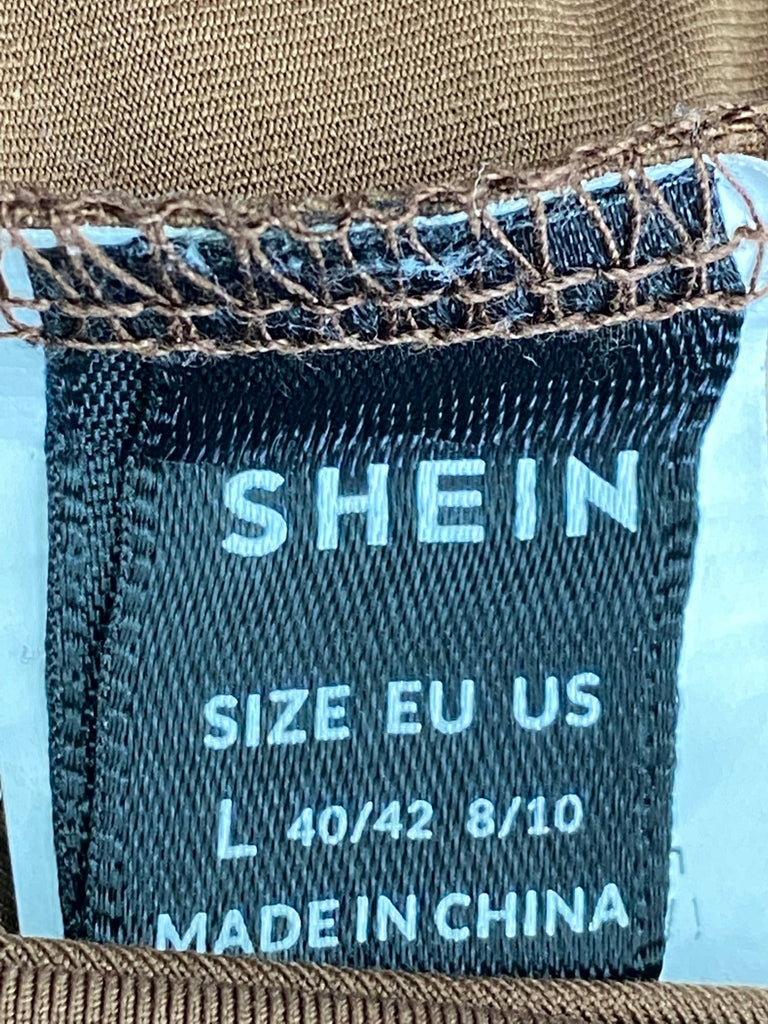 SHEIN
SIZE EU US
L 40/42 8/10
MADE IN CHINA